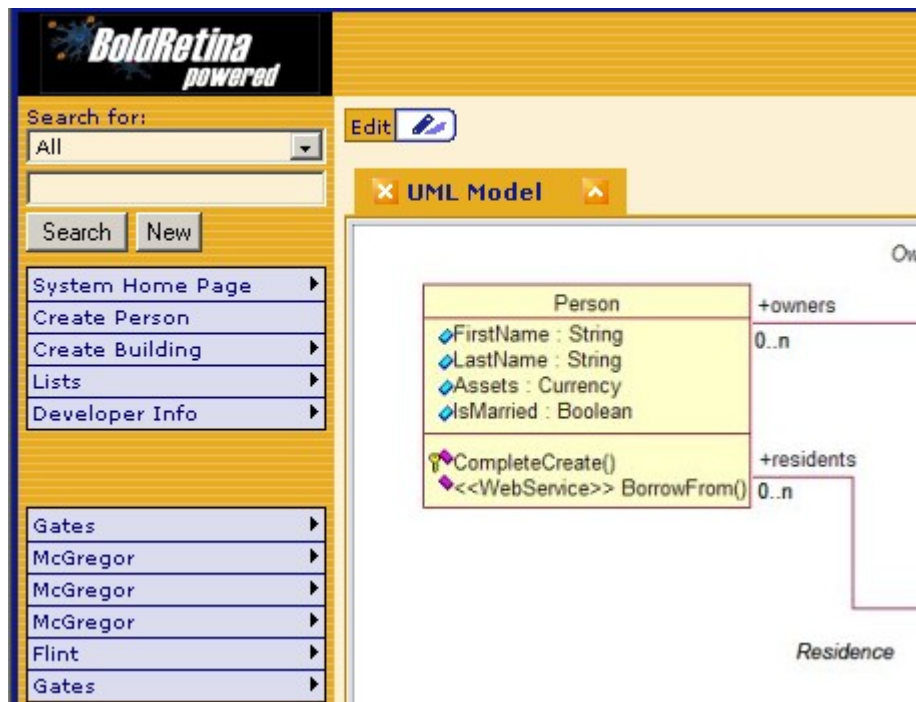 BoldRetina
powered
Search for:
All
Search New
System Home Page
Create Person
Create Building
Lists
Developer Info
Gates
McGregor
McGregor
McGregor
Flint
Gates
Edit
UML Model
Person
FirstName : String
LastName : String
Assets : Currency
IsMarried : Boolean
CompleteCreate()
<<WebService>> BorrowFrom()
+owners
0..n
+residents
0..n
Ow
Residence